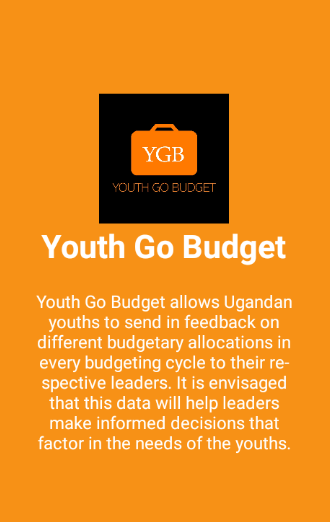 YGB
YOUTH GO BUDGET
Youth Go Budget
Youth Go Budget allows Ugandan
youths to send in feedback on
different budgetary allocations in
every budgeting cycle to their re-
spective leaders. It is envisaged
that this data will help leaders
make informed decisions that
factor in the needs of the youths.